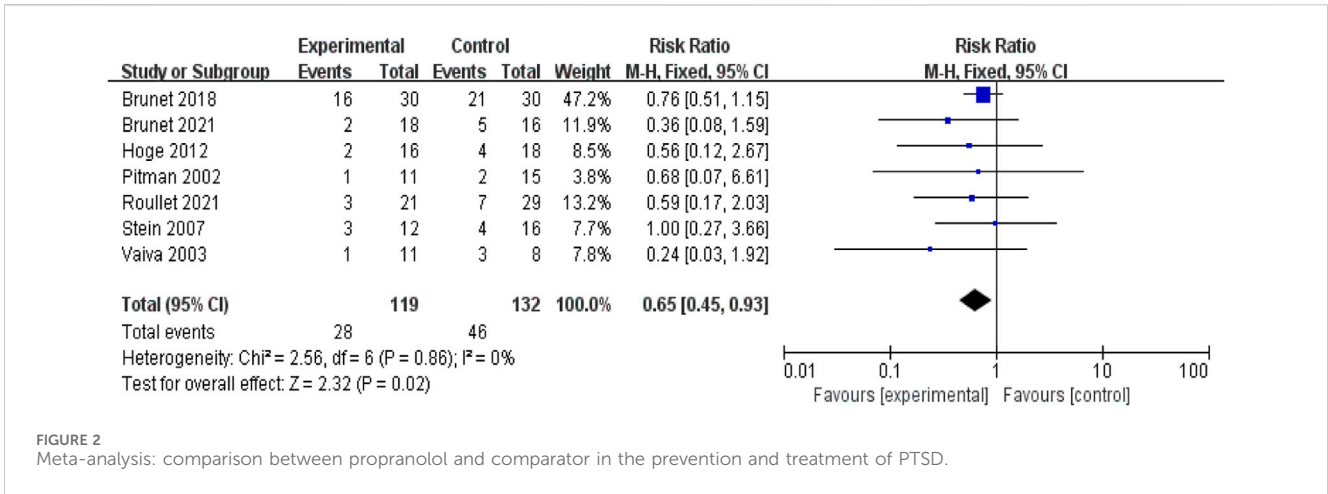 Experimental Control Risk Ratio Risk Ratio
Study or Subgroup Events Total Events Total Weight M-H, Fixed, 95% CI M-H, Fixed, 95% CI
Brunet 2018 16 30 21 30 47.2% 0.76 [0.51, 1.15]
Brunet 2021 2 18 5 16 11.9% 0.36 [0.08, 1.59]
Hoge 2012 2 16 4 18 8.5% 0.56 [0.12, 2.67]
Pitman 2002 1 11 2 15 3.8% 0.68 [0.07, 6.61]
Roullet 2021 3 21 7 29 13.2% 0.59 [0.17, 2.03]
Stein 2007 3 12 4 16 7.7% 1.00 [0.27, 3.66]
Vaiva 2003 1 11 3 8 7.8% 0.24 [0.03, 1.92]
Total (95% CI) 119 132 100.0% 0.65 [0.45, 0.93]
Total events 28 46
Heterogeneity: Chi² = 2.56, df = 6 (P = 0.86); I² = 0%
Test for overall effect: Z = 2.32 (P = 0.02)
0.01 0.1 1 10 100
Favours [experimental] Favours [control]
FIGURE 2
Meta-analysis: comparison between propranolol and comparator in the prevention and treatment of PTSD.